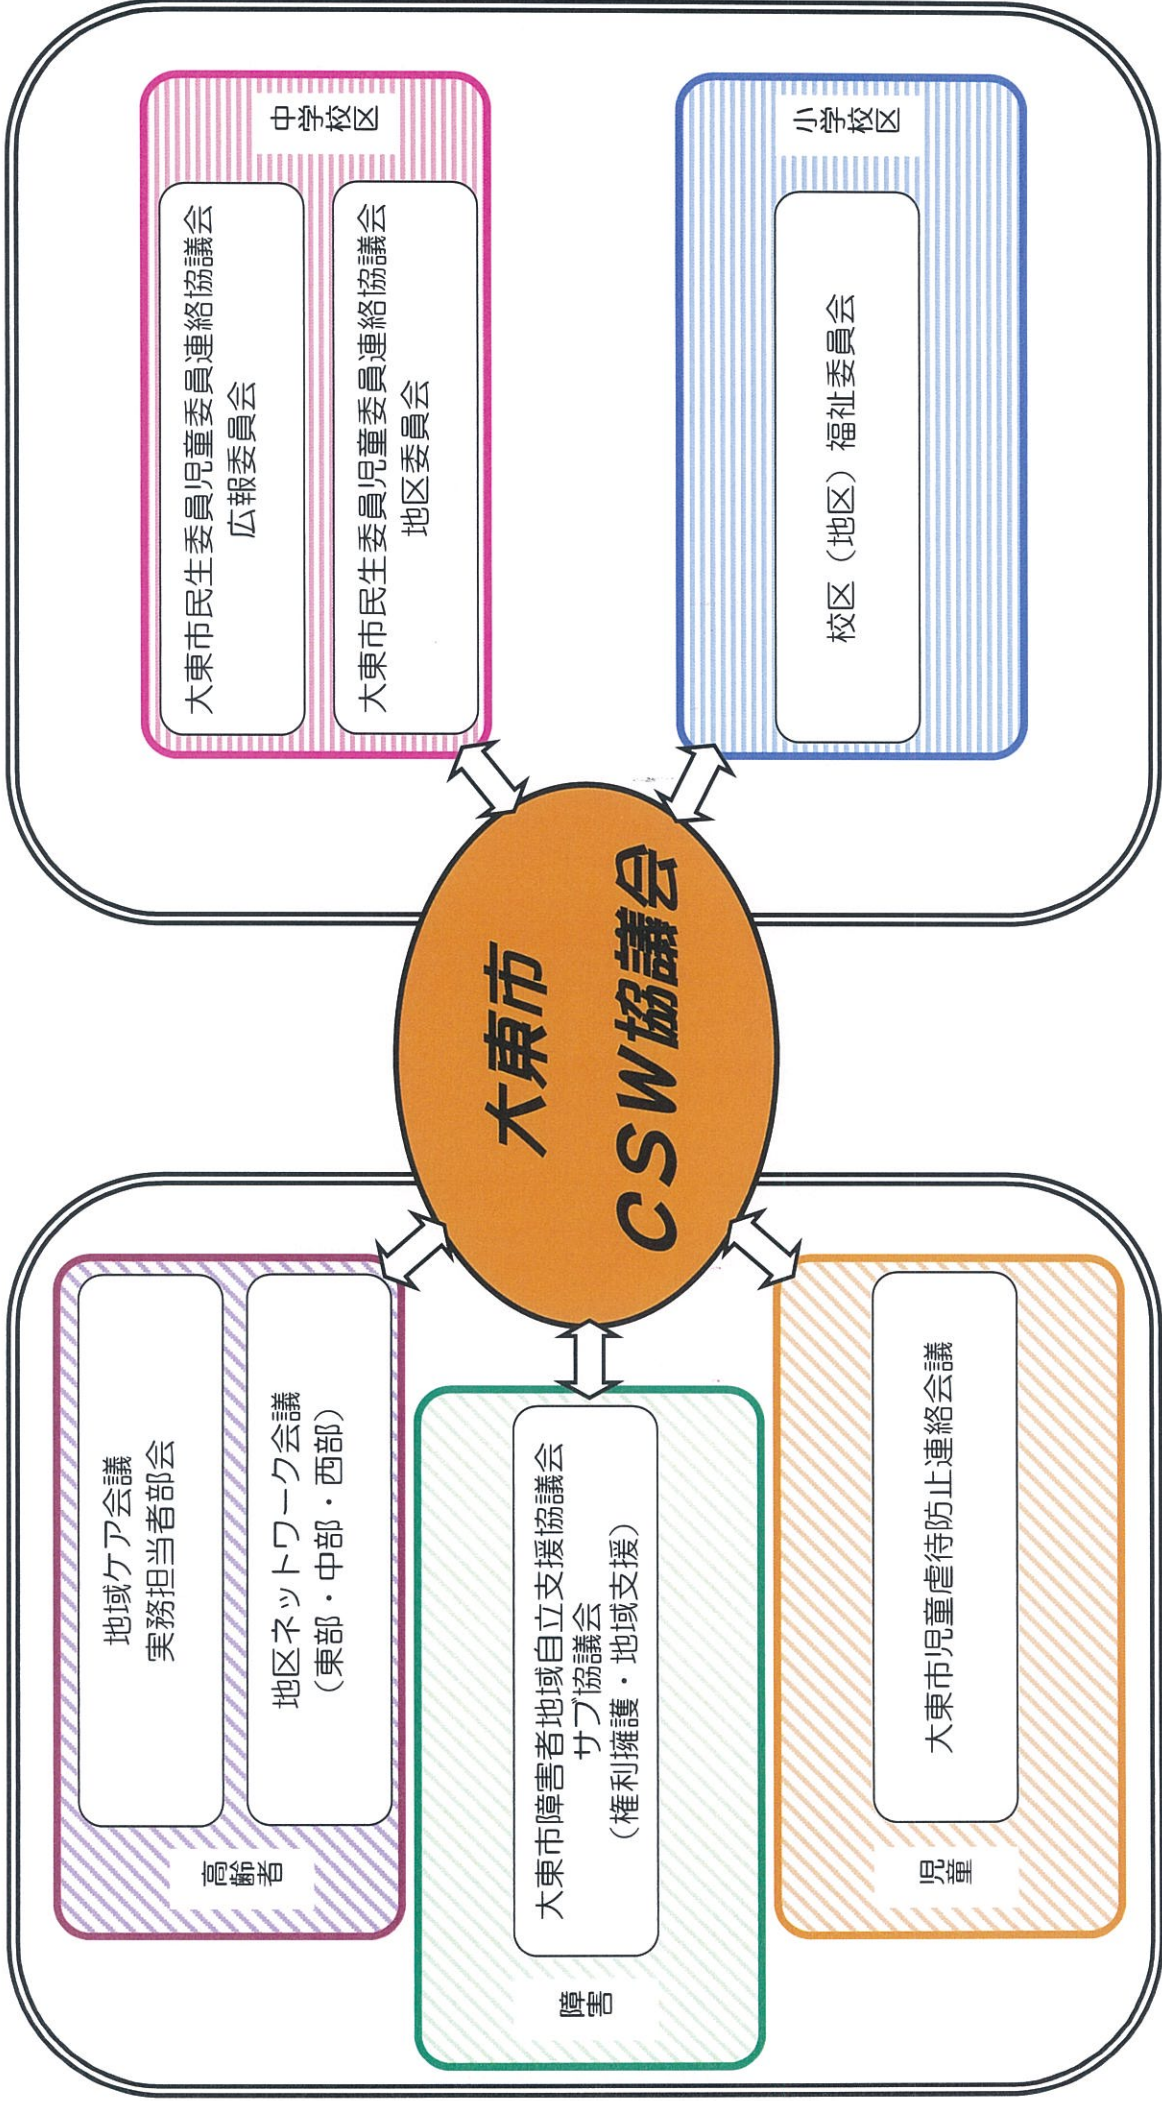 高齢者
地域ケア会議
実務担当者部会
地区ネットワーク会議
（東部・中部・西部）
障害
大東市障害者地域自立支援協議会
サブ協議会
（権利擁護・地域支援）
児童
大東市児童虐待防止連絡会議
大東市
CSW協議会
中学校区
大東市民生委員児童委員連絡協議会
広報委員会
大東市民生委員児童委員連絡協議会
地区委員会
小学校区
校区（地区）福祉委員会